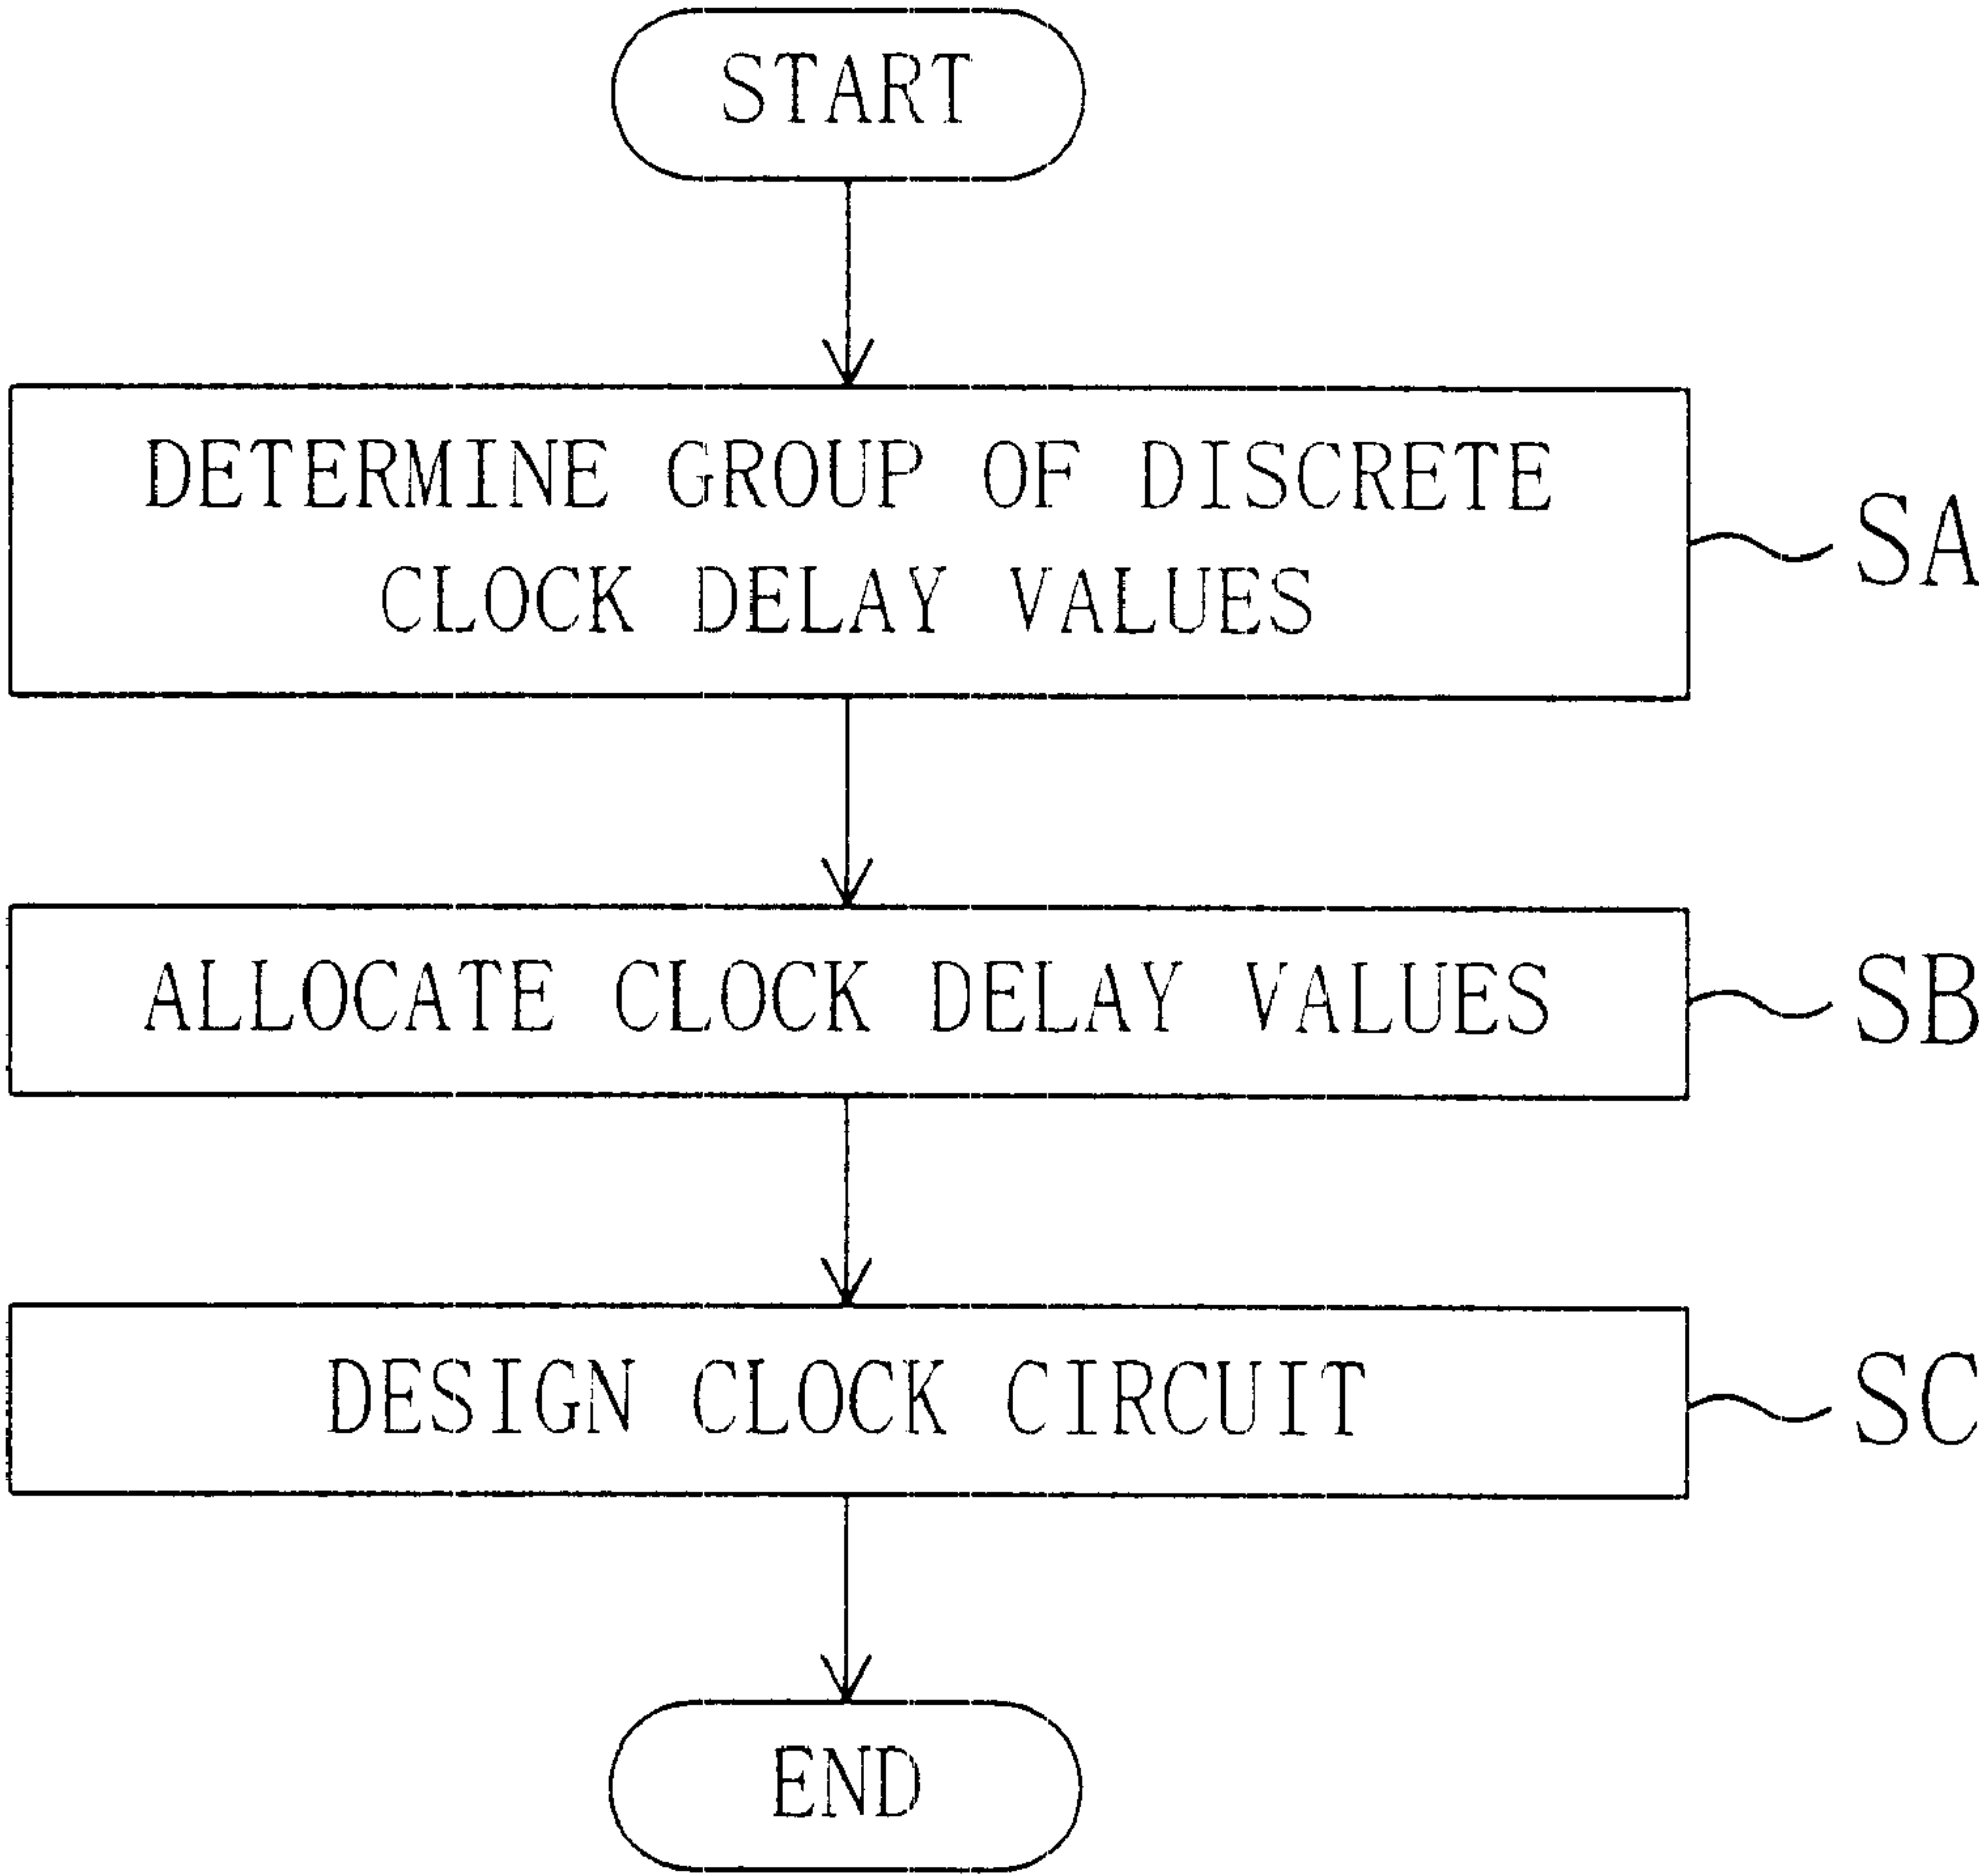 START
DETERMINE GROUP OF DISCRETE
CLOCK DELAY VALUES
SA
ALLOCATE CLOCK DELAY VALUES
SB
DESIGN CLOCK CIRCUIT
SC
END